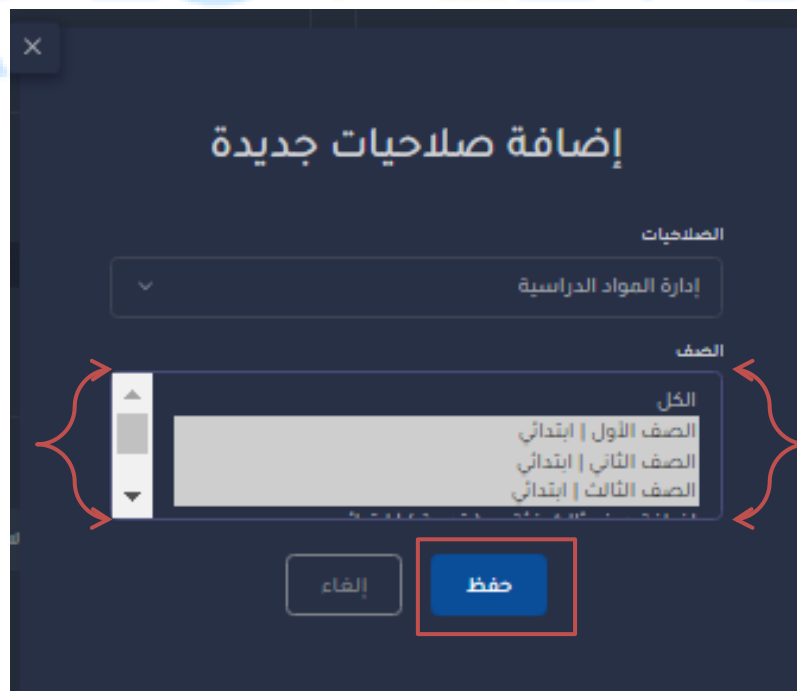 إضافة صلاحيات جديدة
الصلاحيات
إدارة المواد الدراسية
الصف
الكل
الصف الأول | ابتدائي
الصف الثاني | ابتدائي
الصف الثالث | ابتدائي
حفظ
إلغاء